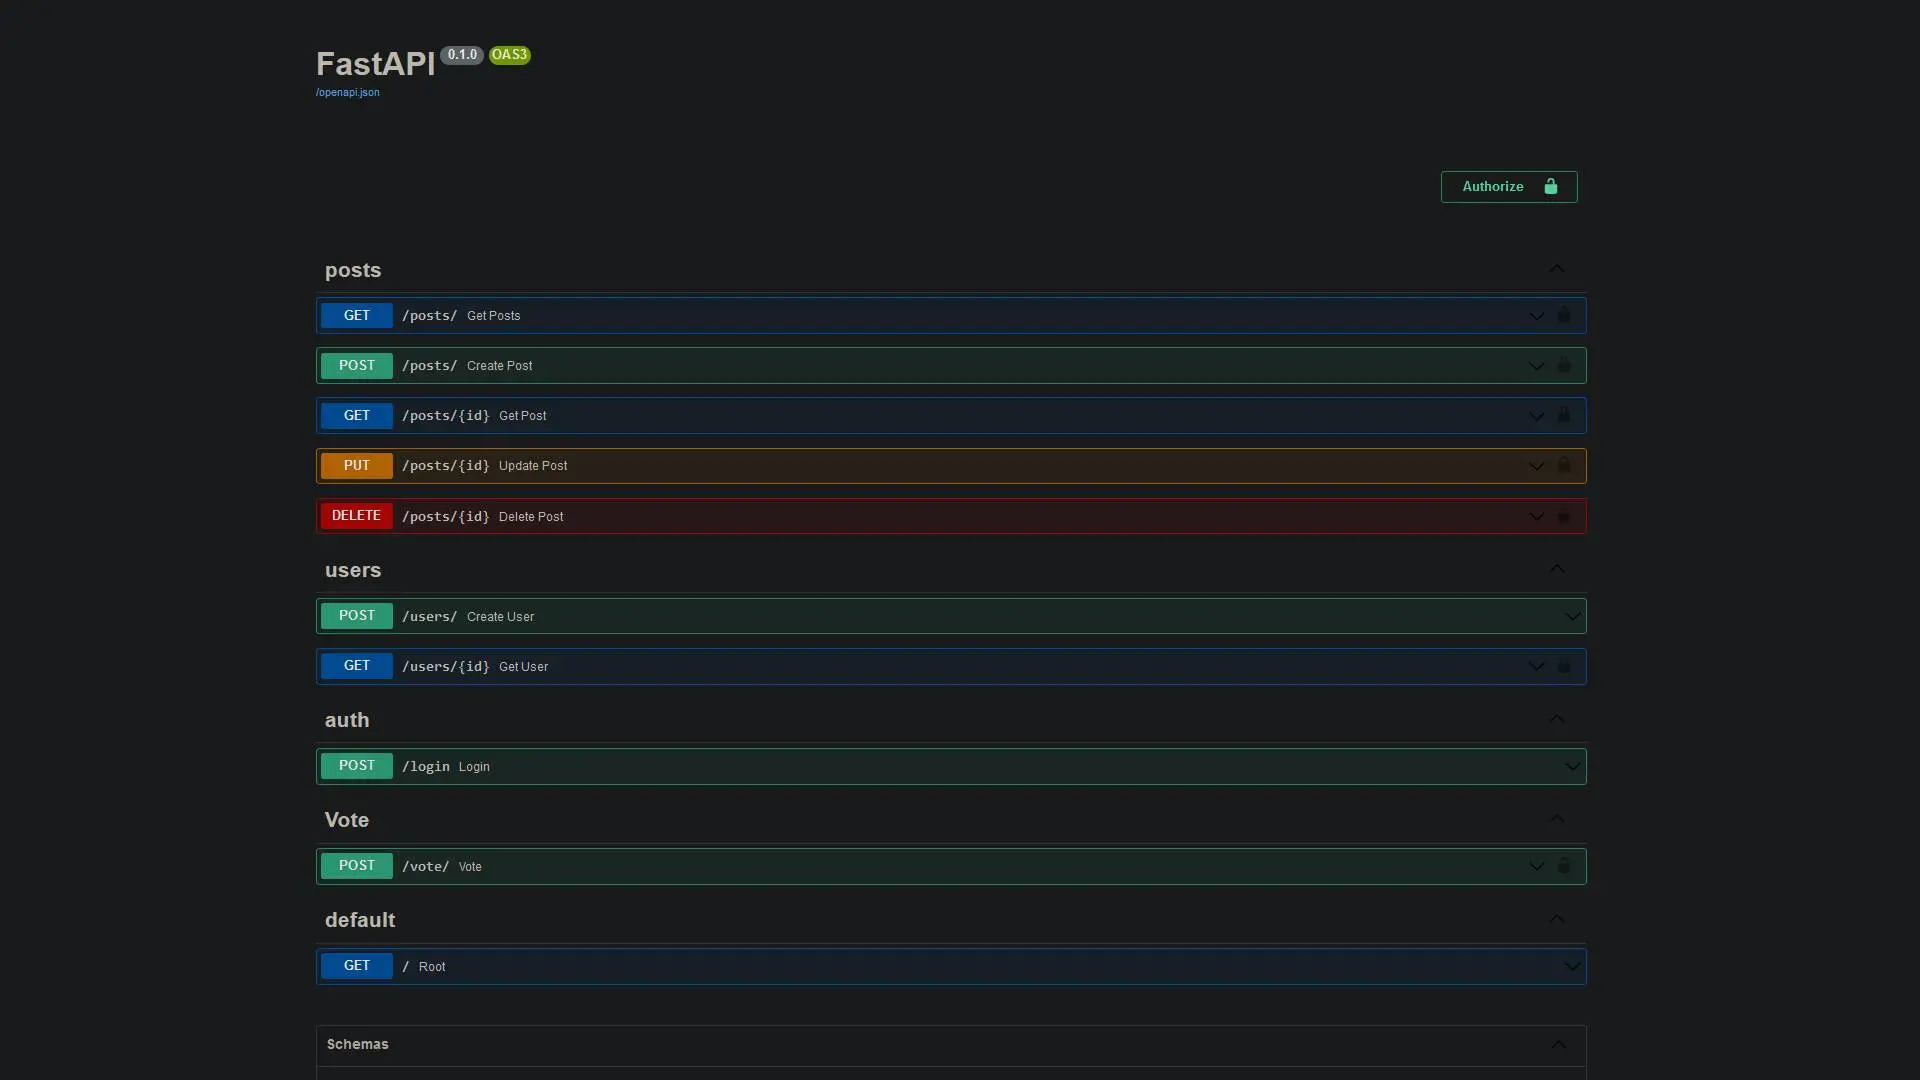 FastAPI 0.1.0 OAS3
/openapi.json
Authorize
posts
GET /posts/ Get Posts
POST /posts/ Create Post
GET /posts/{id} Get Post
PUT /posts/{id} Update Post
DELETE /posts/{id} Delete Post
users
POST /users/ Create User
GET /users/{id} Get User
auth
POST /login Login
Vote
POST /vote/ Vote
default
GET / Root
Schemas